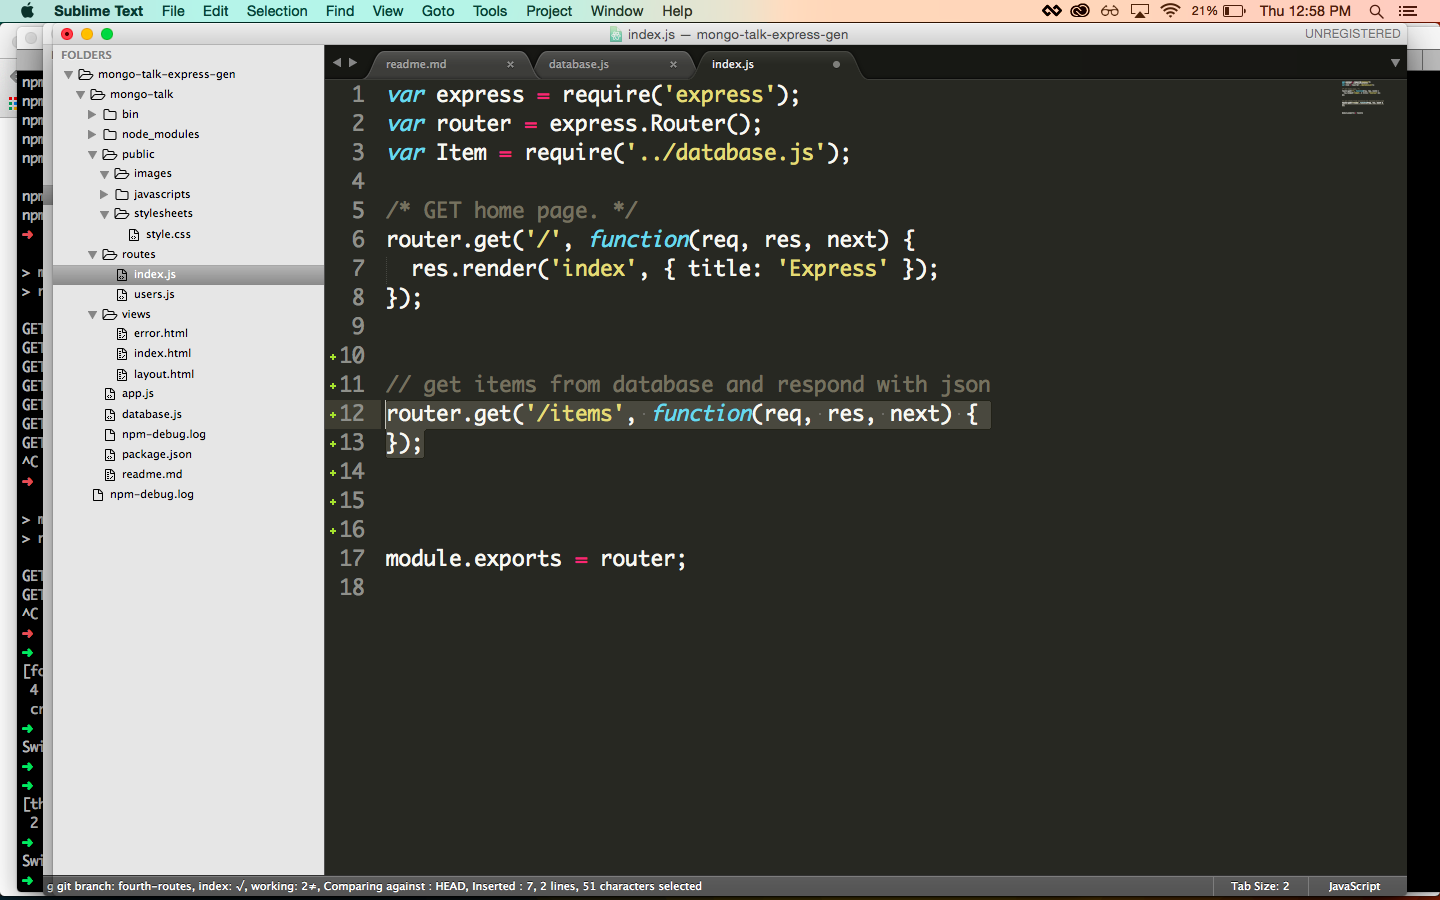 Sublime Text File Edit Selection Find View Goto Tools Project Window Help 21% Thu 12:58 PM
index.js — mongo-talk-express-gen UNREGISTERED
FOLDERS
mongo-talk-express-gen
mongo-talk
bin
node_modules
public
images
javascripts
stylesheets
style.css
routes
index.js
users.js
views
error.html
index.html
layout.html
app.js
database.js
npm-debug.log
package.json
readme.md
npm-debug.log
readme.md × database.js × index.js
1 var express = require('express');
2 var router = express.Router();
3 var Item = require('../database.js');
4
5 /* GET home page. */
6 router.get('/', function(req, res, next) {
7 res.render('index', { title: 'Express' });
8 });
9
10
11 // get items from database and respond with json
12 router.get('/items', function(req, res, next) {
13 });
14
15
16
17 module.exports = router;
18
npm
npm
npm
npm
npm
npm
npm
GET
GET
GET
GET
GET
GET
GET
^C
GET
GET
^C
[fo
4
cr
Swi
[th
2
Swi
g git branch: fourth-routes, index: √, working: 2≠, Comparing against : HEAD, Inserted : 7, 2 lines, 51 characters selected Tab Size: 2 JavaScript